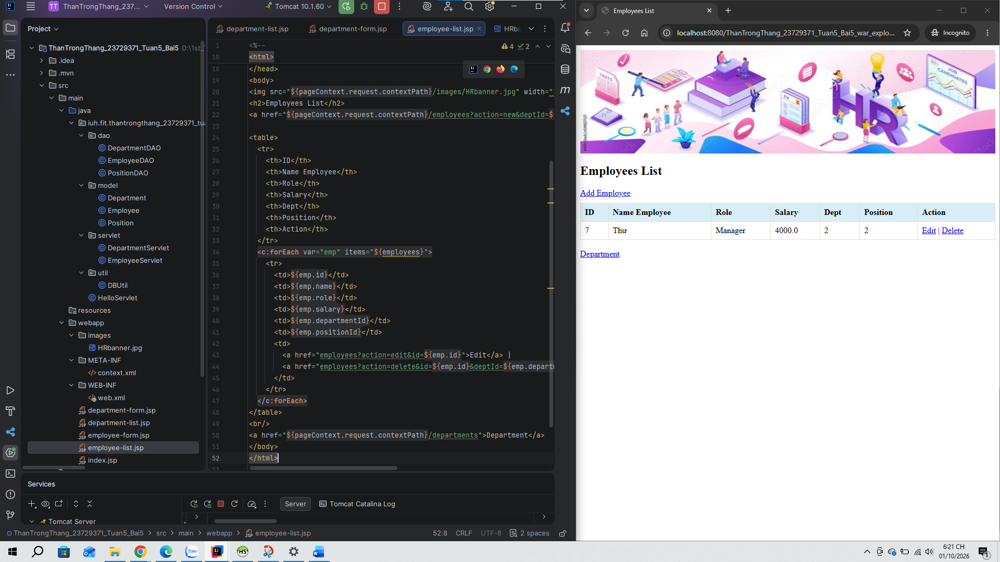 TT ThanTrongThang_237... Version Control Tomcat 10.1.60
Project
ThanTrongThang_23729371_Tuan5_Bai5 D:\1st_
.idea
.mvn
src
main
java
iuh.fit.thantrongthang_23729371_tu
dao
DepartmentDAO
EmployeeDAO
PositionDAO
model
Department
Employee
Position
servlet
DepartmentServlet
EmployeeServlet
util
DBUtil
HelloServlet
resources
webapp
images
HRbanner.jpg
META-INF
context.xml
WEB-INF
web.xml
department-form.jsp
department-list.jsp
employee-form.jsp
employee-list.jsp
index.jsp
department-list.jsp department-form.jsp employee-list.jsp HRba
4 2
1 <%--
10 <html>
18 </head>
19 <body>
20 <img src="${pageContext.request.contextPath}/images/HRbanner.jpg" width="
21 <h2>Employees List</h2>
22 <a href="${pageContext.request.contextPath}/employees?action=new&deptId=$
23
24 <table>
25 <tr>
26 <th>ID</th>
27 <th>Name Employee</th>
28 <th>Role</th>
29 <th>Salary</th>
30 <th>Dept</th>
31 <th>Position</th>
32 <th>Action</th>
33 </tr>
34 <c:forEach var="emp" items="${employees}">
35 <tr>
36 <td>${emp.id}</td>
37 <td>${emp.name}</td>
38 <td>${emp.role}</td>
39 <td>${emp.salary}</td>
40 <td>${emp.departmentId}</td>
41 <td>${emp.positionId}</td>
42 <td>
43 <a href="employees?action=edit&id=${emp.id}">Edit</a> |
44 <a href="employees?action=delete&id=${emp.id}&deptId=${emp.depart
45 </td>
46 </tr>
47 </c:forEach>
48 </table>
49 <br/>
50 <a href="${pageContext.request.contextPath}/departments">Department</a>
51 </body>
52 </html>
53
Services
Server Tomcat Catalina Log
Tomcat Server
ThanTrongThang_23729371_Tuan5_Bai5 > src > main > webapp > employee-list.jsp 52:8 CRLF UTF-8 2 spaces
Employees List
localhost:8080/ThanTrongThang_23729371_Tuan5_Bai5_war_explo... Incognito
TESTS
CV
HR
JOB
CANDIDATES
Adobe Stock | #249827537
Employees List
Add Employee
ID Name Employee Role Salary Dept Position Action
7 Thư Manager 4000.0 2 2 Edit | Delete
Department
Zalo
HS
6:21 CH
01/10/2026
1